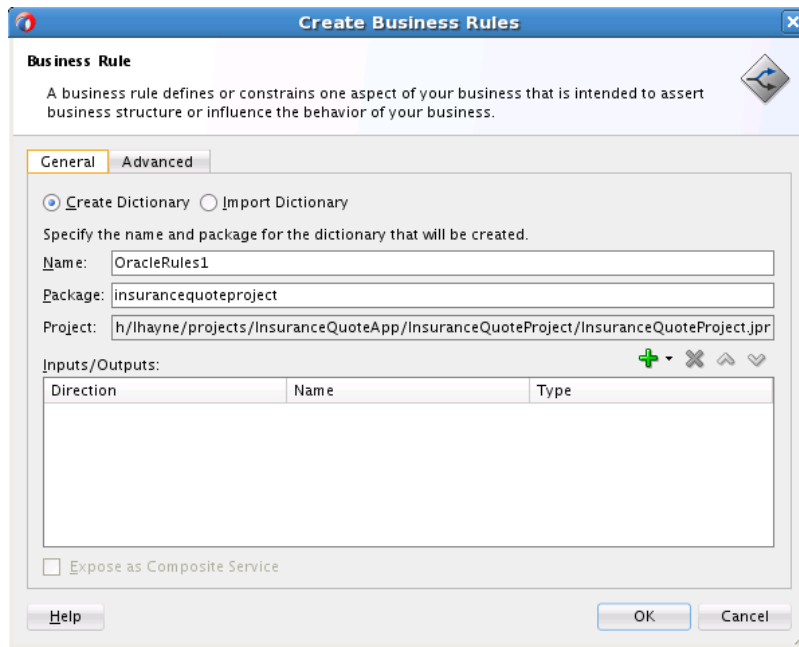 Create Business Rules
Business Rule
A business rule defines or constrains one aspect of your business that is intended to assert
business structure or influence the behavior of your business.
General Advanced
Create Dictionary Import Dictionary
Specify the name and package for the dictionary that will be created.
Name: OracleRules1
Package: insurancequoteproject
Project: h/lhayne/projects/InsuranceQuoteApp/InsuranceQuoteProject/InsuranceQuoteProject.jpr
Inputs/Outputs:
Direction Name Type
Expose as Composite Service
Help OK Cancel